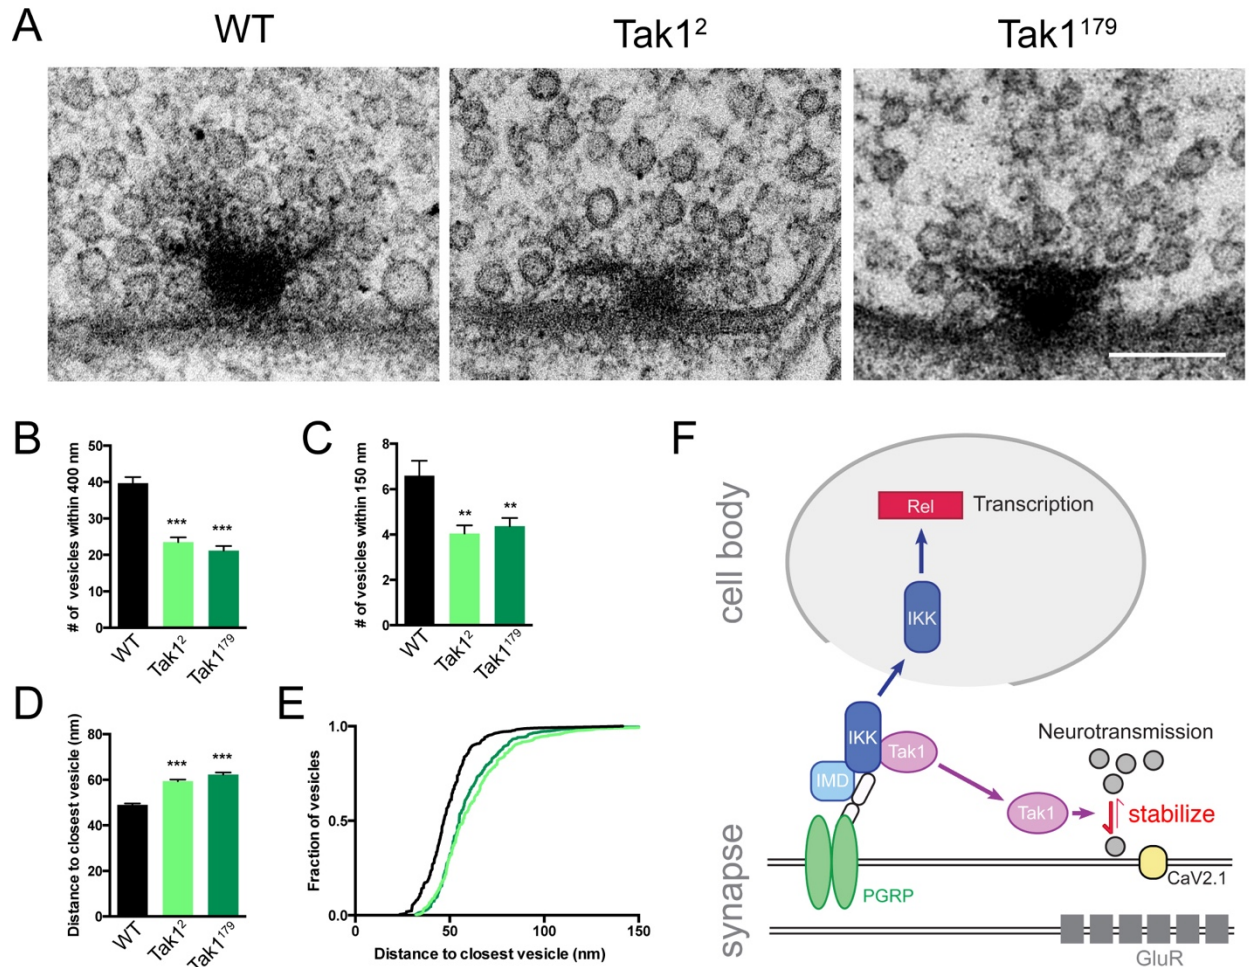 A
WT
Tak1²
Tak1¹⁷⁹
B
# of vesicles within 400 nm
50
40
30
20
10
0
***
***
WT
Tak1²
Tak1¹⁷⁹
C
# of vesicles within 150 nm
8
6
4
2
0
**
**
WT
Tak1²
Tak1¹⁷⁹
D
Distance to closest vesicle (nm)
80
60
40
20
0
***
***
WT
Tak1²
Tak1¹⁷⁹
E
Fraction of vesicles
1.0
0.5
0.0
0
50
100
150
Distance to closest vesicle (nm)
F
cell body
Rel
Transcription
IKK
IKK
Tak1
IMD
Neurotransmission
Tak1
stabilize
PGRP
CaV2.1
synapse
GluR